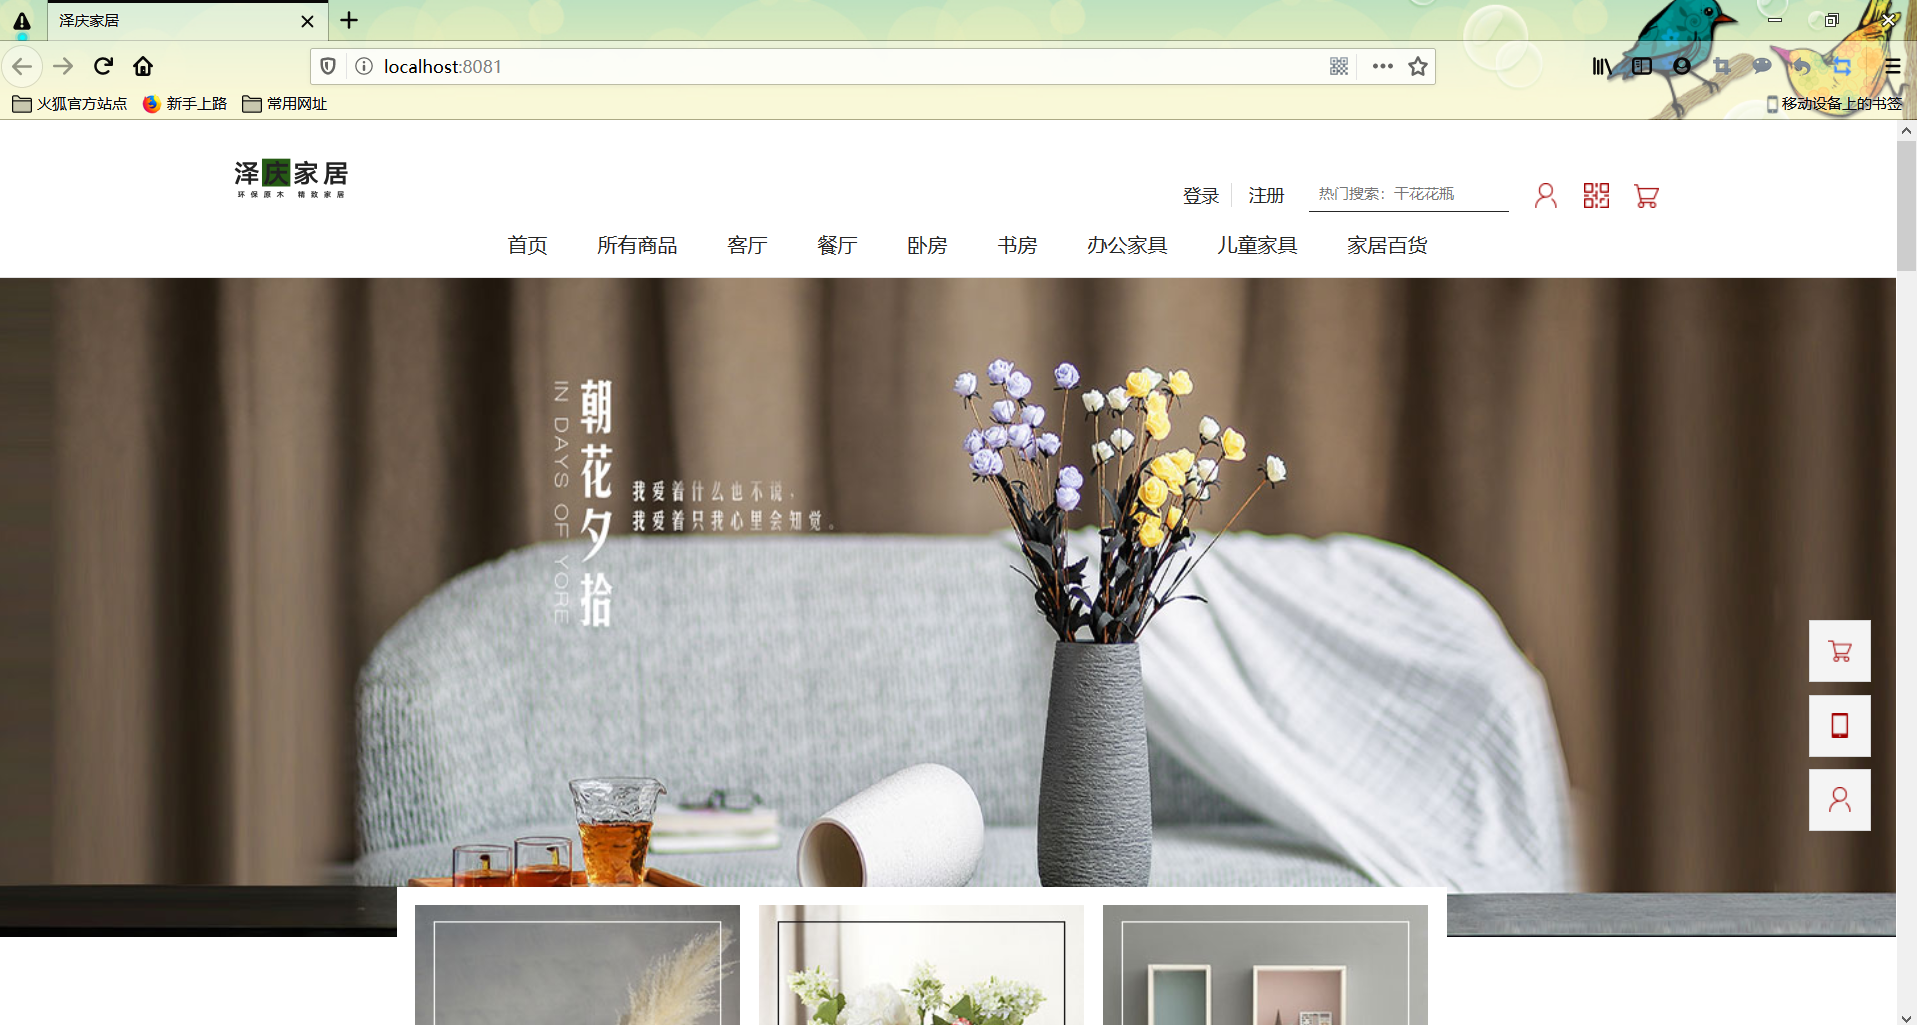 泽庆家居
localhost:8081
火狐官方站点
新手上路
常用网址
移动设备上的书签
泽庆家居
环保原木 精致家居
登录
注册
热门搜索：干花花瓶
首页
所有商品
客厅
餐厅
卧房
书房
办公家具
儿童家具
家居百货
朝花夕拾
IN DAYS OF YORE
我爱着什么也不说，
我爱着只我心里会知觉。